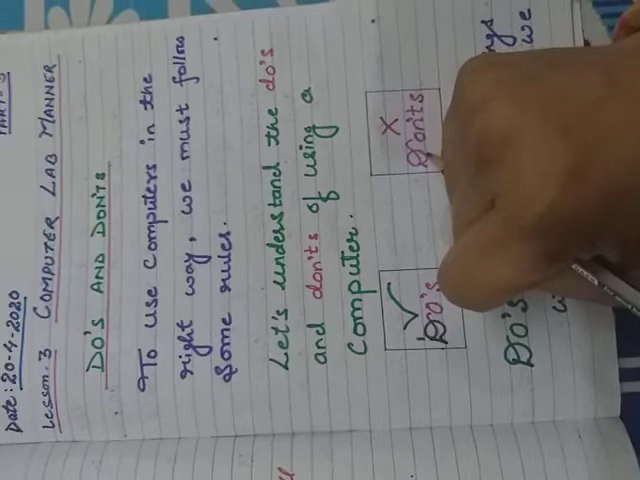 Date: 20-4-2020
Lesson-3 COMPUTER LAB MANNER
DO'S AND DON'TS
To use computers in the
right way, we must follow
some rules.
Let's understand the do's
and don'ts of using a
computer.
✓ ×
Do's Don'ts
DO'S
we